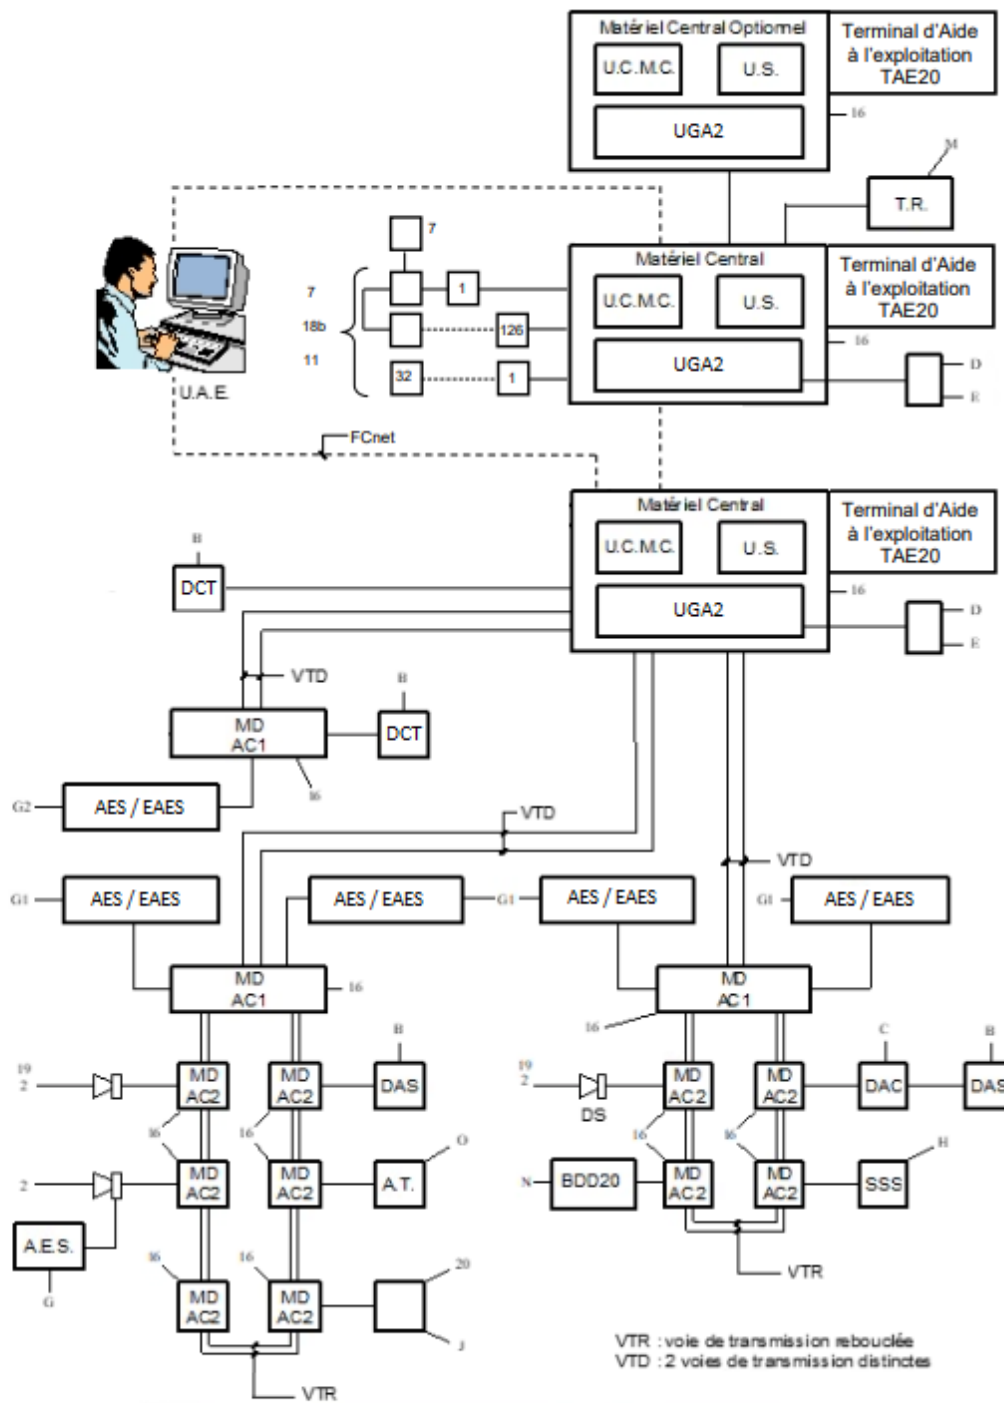 Matériel Central Optionnel
U.C.M.C.
U.S.
UGA2
Terminal d'Aide
à l'exploitation
TAE20
16
M
T.R.
7
7
18b
11
1
126
32
1
Matériel Central
U.C.M.C.
U.S.
UGA2
Terminal d'Aide
à l'exploitation
TAE20
16
D
E
U.A.E.
FCnet
Matériel Central
U.C.M.C.
U.S.
UGA2
Terminal d'Aide
à l'exploitation
TAE20
16
D
E
B
DCT
VTD
B
MD
AC1
DCT
16
G2
AES / EAES
VTD
VTD
G1
AES / EAES
AES / EAES
G1
AES / EAES
G1
AES / EAES
MD
AC1
16
MD
AC1
16
19
2
MD
AC2
MD
AC2
B
DAS
16
16
2
MD
AC2
MD
AC2
O
A.T.
A.E.S.
G
16
16
MD
AC2
MD
AC2
20
J
VTR
19
2
DS
MD
AC2
MD
AC2
C
DAC
B
DAS
16
16
N
BDD20
MD
AC2
MD
AC2
H
SSS
VTR
VTR : voie de transmission rebouclée
VTD : 2 voies de transmission distinctes